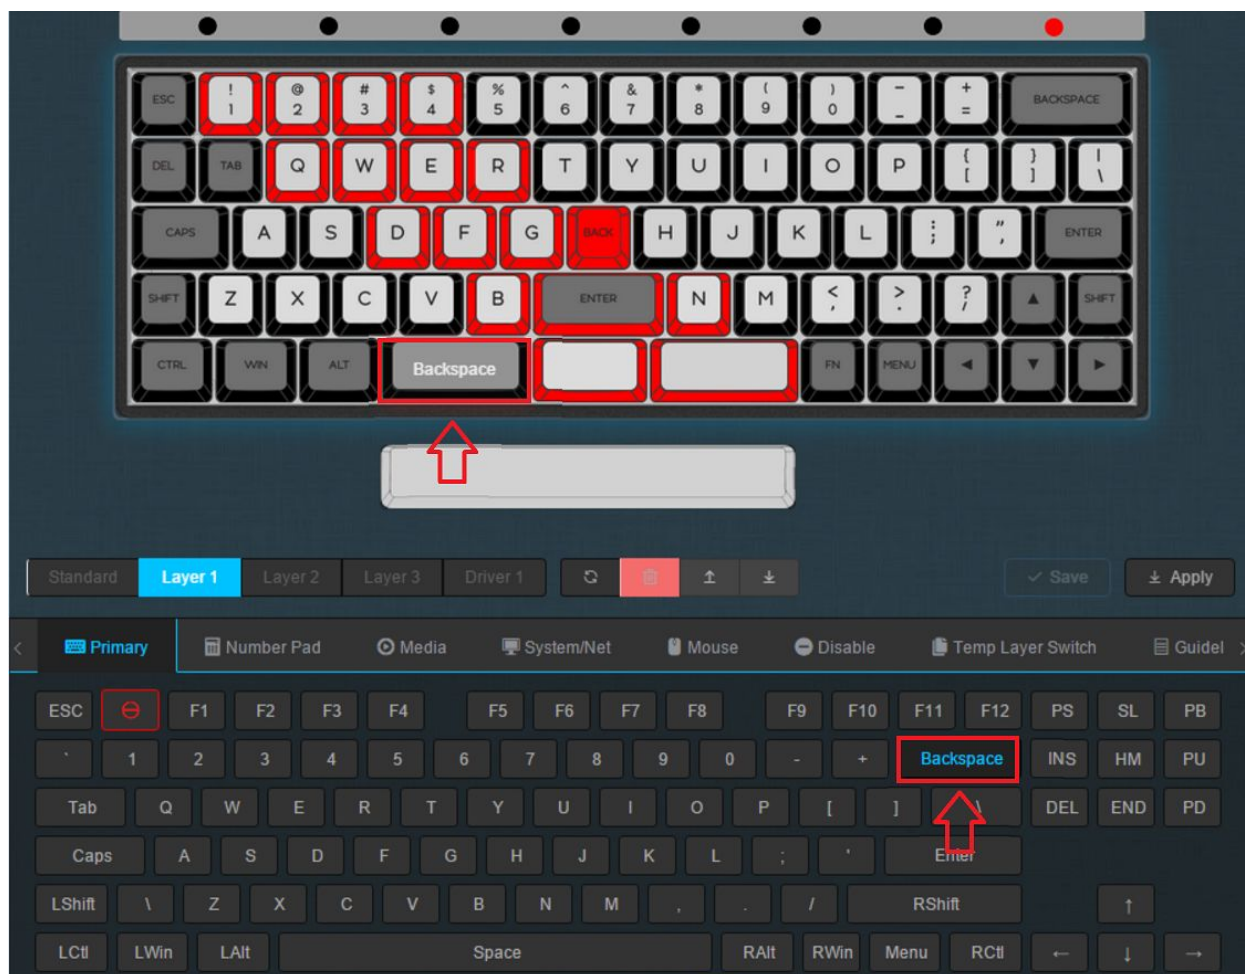 ESC ! 1 @ 2 # 3 $ 4 % 5 ^ 6 & 7 * 8 ( 9 ) 0 - _ + = BACKSPACE
DEL TAB Q W E R T Y U I O P { [ } ] | \
CAPS A S D F G BACK H J K L : ; " , ENTER
SHIFT Z X C V B ENTER N M < , > . ? / ▲ SHIFT
CTRL WIN ALT Backspace FN MENU ◀ ▼ ▶
Standard Layer 1 Layer 2 Layer 3 Driver 1 Save Apply
Primary Number Pad Media System/Net Mouse Disable Temp Layer Switch Guidel
ESC F1 F2 F3 F4 F5 F6 F7 F8 F9 F10 F11 F12 PS SL PB
` 1 2 3 4 5 6 7 8 9 0 - + Backspace INS HM PU
Tab Q W E R T Y U I O P [ ] \ DEL END PD
Caps A S D F G H J K L ; ' Enter
LShift \ Z X C V B N M , . / RShift ↑
LCtl LWin LAlt Space RAlt RWin Menu RCtl ← ↓ →